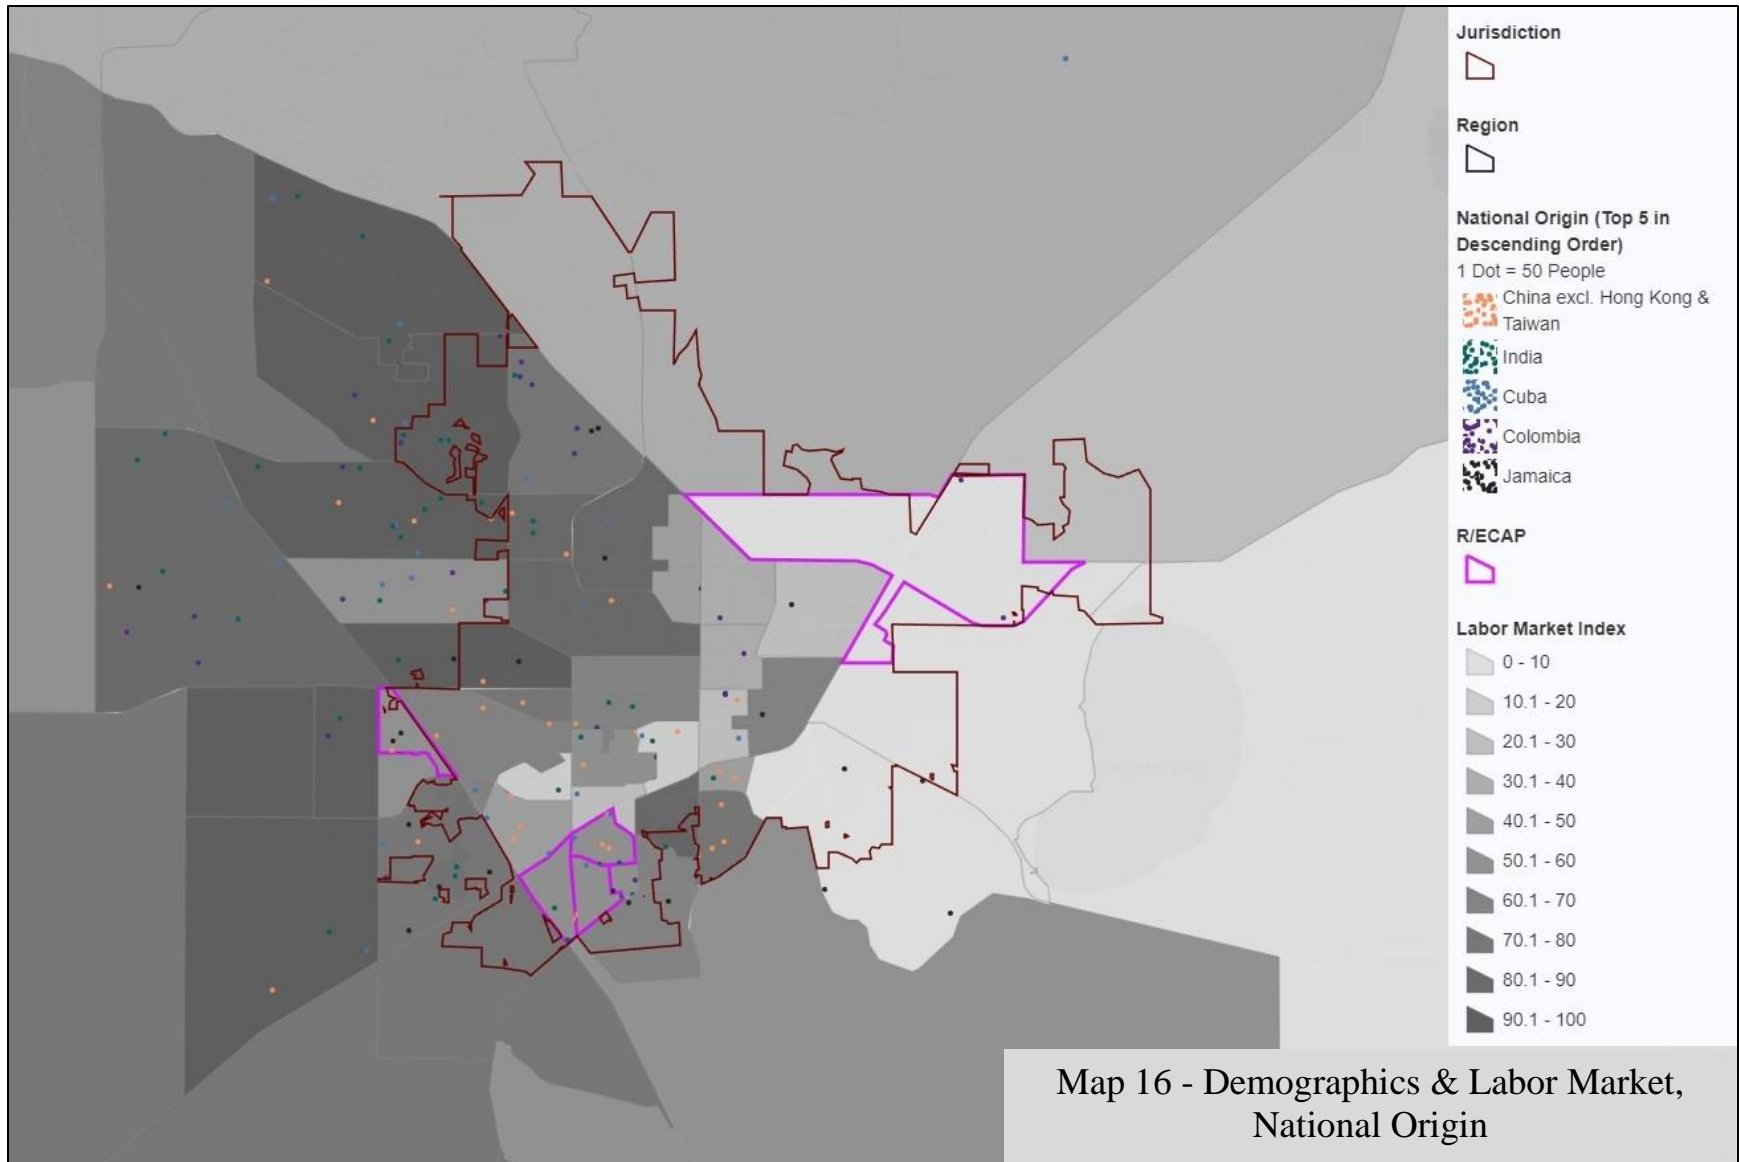 Jurisdiction
Region
National Origin (Top 5 in
Descending Order)
1 Dot = 50 People
China excl. Hong Kong &
Taiwan
India
Cuba
Colombia
Jamaica
R/ECAP
Labor Market Index
0 - 10
10.1 - 20
20.1 - 30
30.1 - 40
40.1 - 50
50.1 - 60
60.1 - 70
70.1 - 80
80.1 - 90
90.1 - 100
Map 16 - Demographics & Labor Market,
National Origin